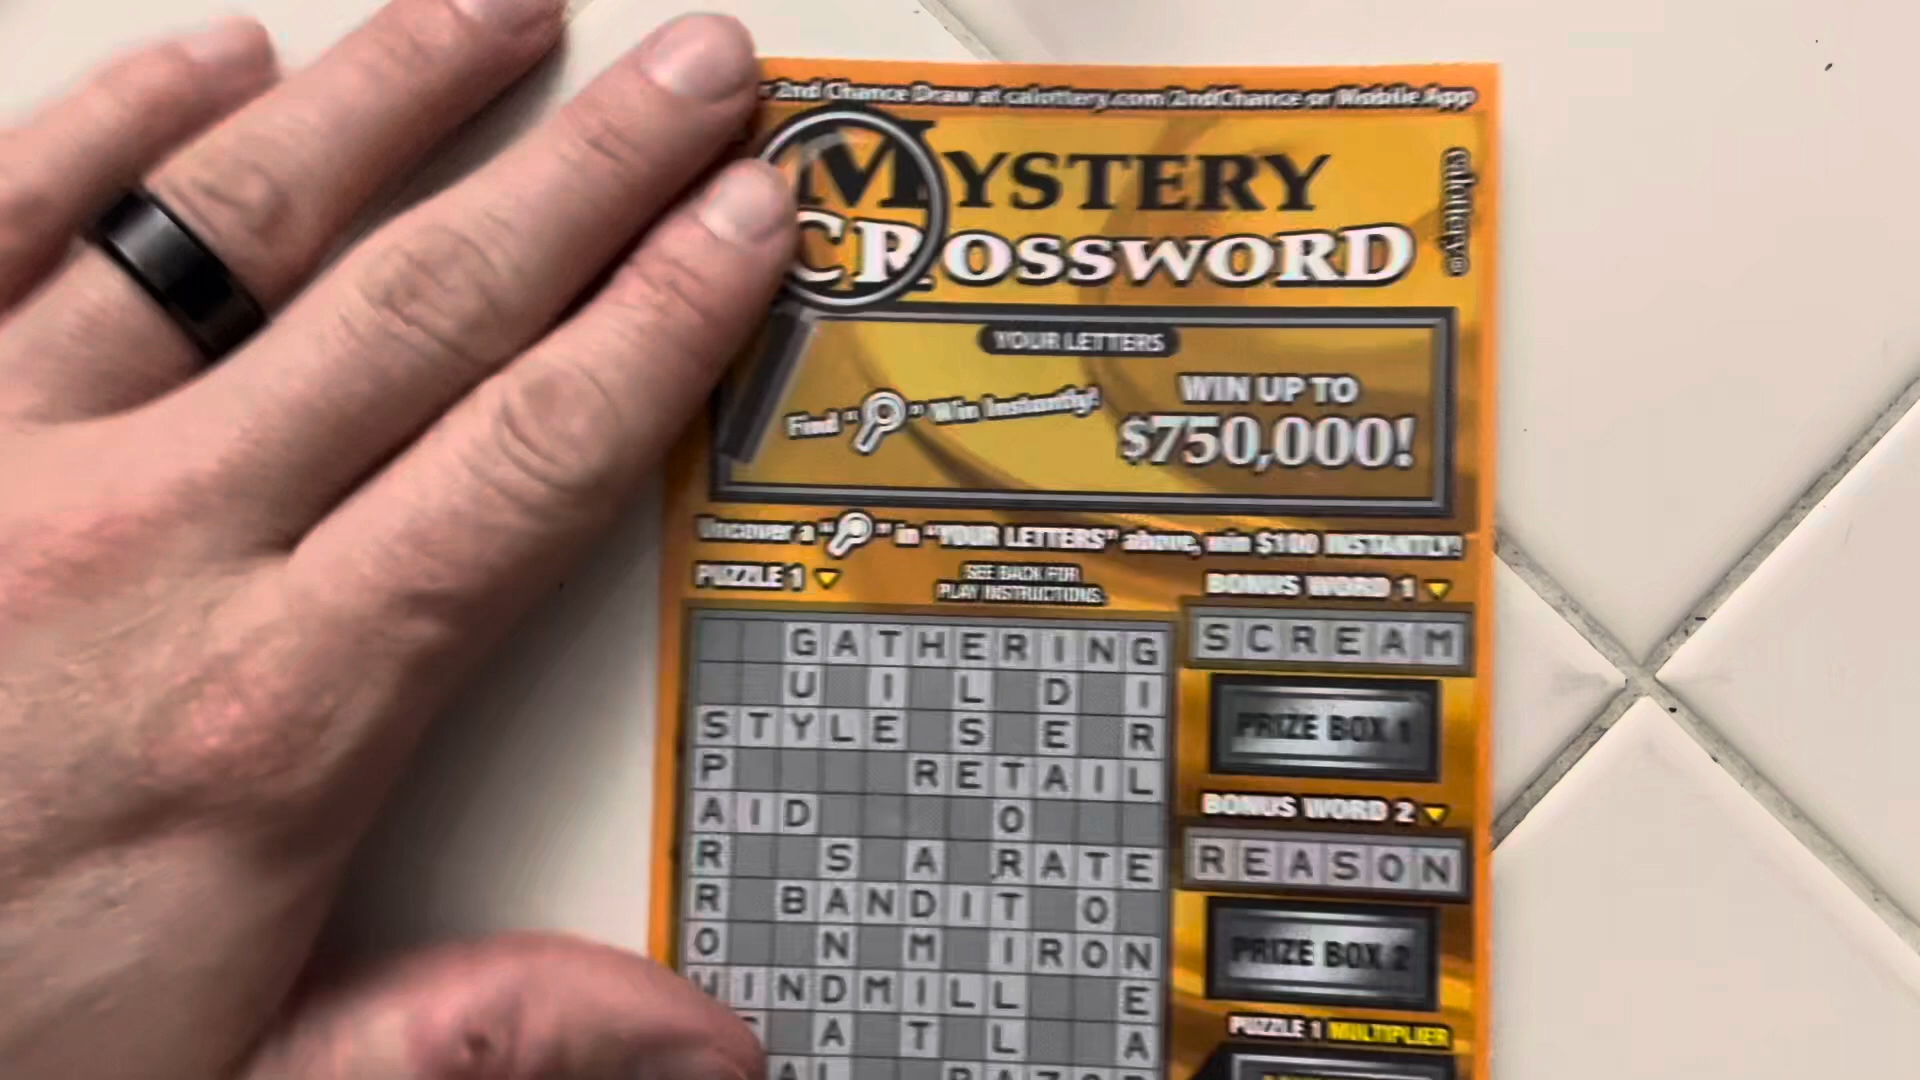 2nd Chance Draw at calottery.com/2ndChance or Mobile App
MYSTERY
CROSSWORD
calottery
YOUR LETTERS
Find " " Win Instantly!
WIN UP TO
$750,000!
Uncover a " " in "YOUR LETTERS" above, win $100 INSTANTLY!
PUZZLE 1
SEE BACK FOR
PLAY INSTRUCTIONS.
BONUS WORD 1
SCREAM
PRIZE BOX 1
BONUS WORD 2
REASON
PRIZE BOX 2
PUZZLE 1 MULTIPLIER
GATHERING
U I L D I
STYLE S E R
P RETAIL
AID O
R S A RATE
R BANDIT O
O N M IRON
WINDMILL E
A T L A